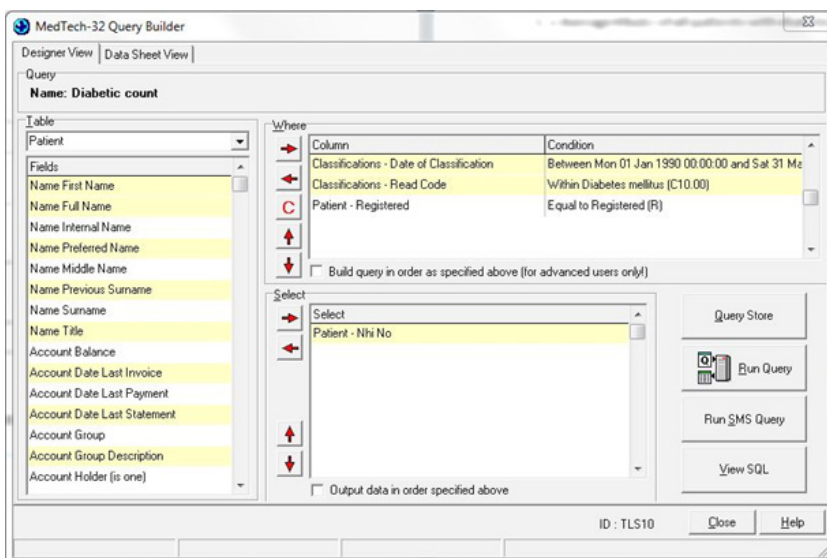 MedTech-32 Query Builder
Designer View
Data Sheet View
Query
Name: Diabetic count
Table
Patient
Fields
Name First Name
Name Full Name
Name Internal Name
Name Preferred Name
Name Middle Name
Name Previous Surname
Name Surname
Name Title
Account Balance
Account Date Last Invoice
Account Date Last Payment
Account Date Last Statement
Account Group
Account Group Description
Account Holder (is one)
Where
Column Condition
Classifications - Date of Classification Between Mon 01 Jan 1990 00:00:00 and Sat 31 Ma
Classifications - Read Code Within Diabetes mellitus (C10.00)
Patient - Registered Equal to Registered (R)
C
Build query in order as specified above (for advanced users only!)
Select
Select
Patient - Nhi No
Output data in order specified above
Query Store
Q
Run Query
Run SMS Query
View SQL
ID : TLS10
Close
Help